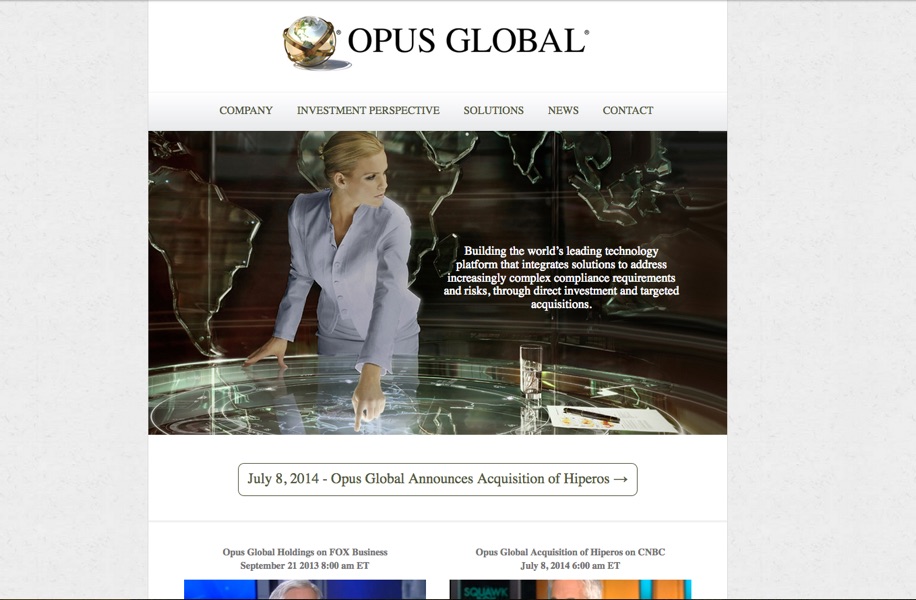 ® OPUS GLOBAL®
COMPANY INVESTMENT PERSPECTIVE SOLUTIONS NEWS CONTACT
Building the world's leading technology
platform that integrates solutions to address
increasingly complex compliance requirements
and risks, through direct investment and targeted
acquisitions.
July 8, 2014 - Opus Global Announces Acquisition of Hiperos →
Opus Global Holdings on FOX Business
September 21 2013 8:00 am ET
Opus Global Acquisition of Hiperos on CNBC
July 8, 2014 6:00 am ET
SQUAWK